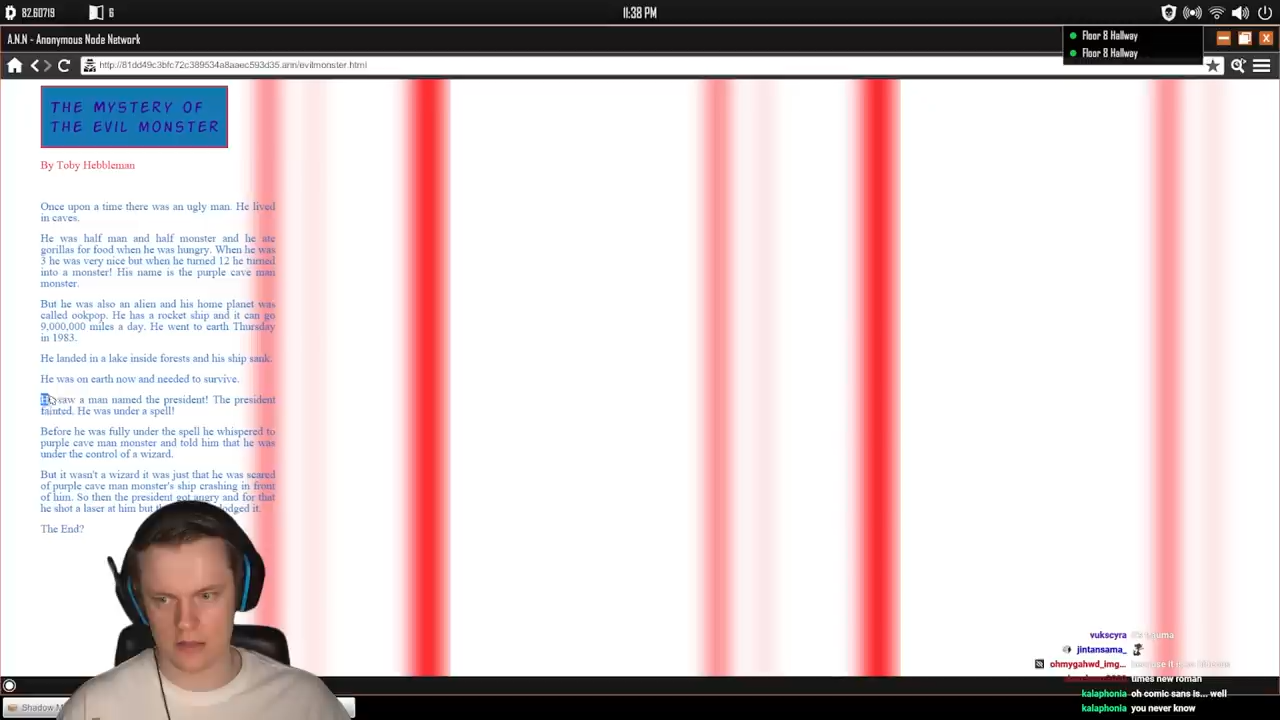 82.60719
6
11:38 PM
A.N.N - Anonymous Node Network
Floor 8 Hallway
Floor 8 Hallway
http://81dd49c3bfc72c389534a8aaec593d35.ann/evilmonster.html
THE MYSTERY OF
THE EVIL MONSTER
By Toby Hebbleman
Once upon a time there was an ugly man. He lived
in caves.
He was half man and half monster and he ate
gorillas for food when he was hungry. When he was
3 he was very nice but when he turned 12 he turned
into a monster! His name is the purple cave man
monster.
But he was also an alien and his home planet was
called ookpop. He has a rocket ship and it can go
9,000,000 miles a day. He went to earth Thursday
in 1983.
He landed in a lake inside forests and his ship sank.
He was on earth now and needed to survive.
He saw a man named the president! The president
fainted. He was under a spell!
Before he was fully under the spell he whispered to
purple cave man monster and told him that he was
under the control of a wizard.
But it wasn't a wizard it was just that he was scared
of purple cave man monster's ship crashing in front
of him. So then the president got angry and for that
he shot a laser at him but dodged it.
The End?
vukscyra
jintansama_
ohmygahwd_img...
times new roman
kalaphonia oh comic sans is... well
kalaphonia you never know
Shadow M